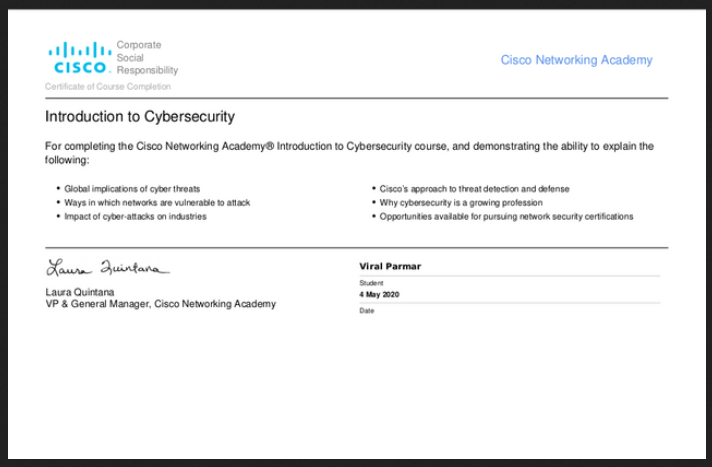 CISCO
Corporate
Social
Responsibility
Cisco Networking Academy
Certificate of Course Completion
Introduction to Cybersecurity
For completing the Cisco Networking Academy® Introduction to Cybersecurity course, and demonstrating the ability to explain the
following:
• Global implications of cyber threats
• Ways in which networks are vulnerable to attack
• Impact of cyber-attacks on industries
• Cisco's approach to threat detection and defense
• Why cybersecurity is a growing profession
• Opportunities available for pursuing network security certifications
Laura Quintana
Laura Quintana
VP & General Manager, Cisco Networking Academy
Viral Parmar
Student
4 May 2020
Date